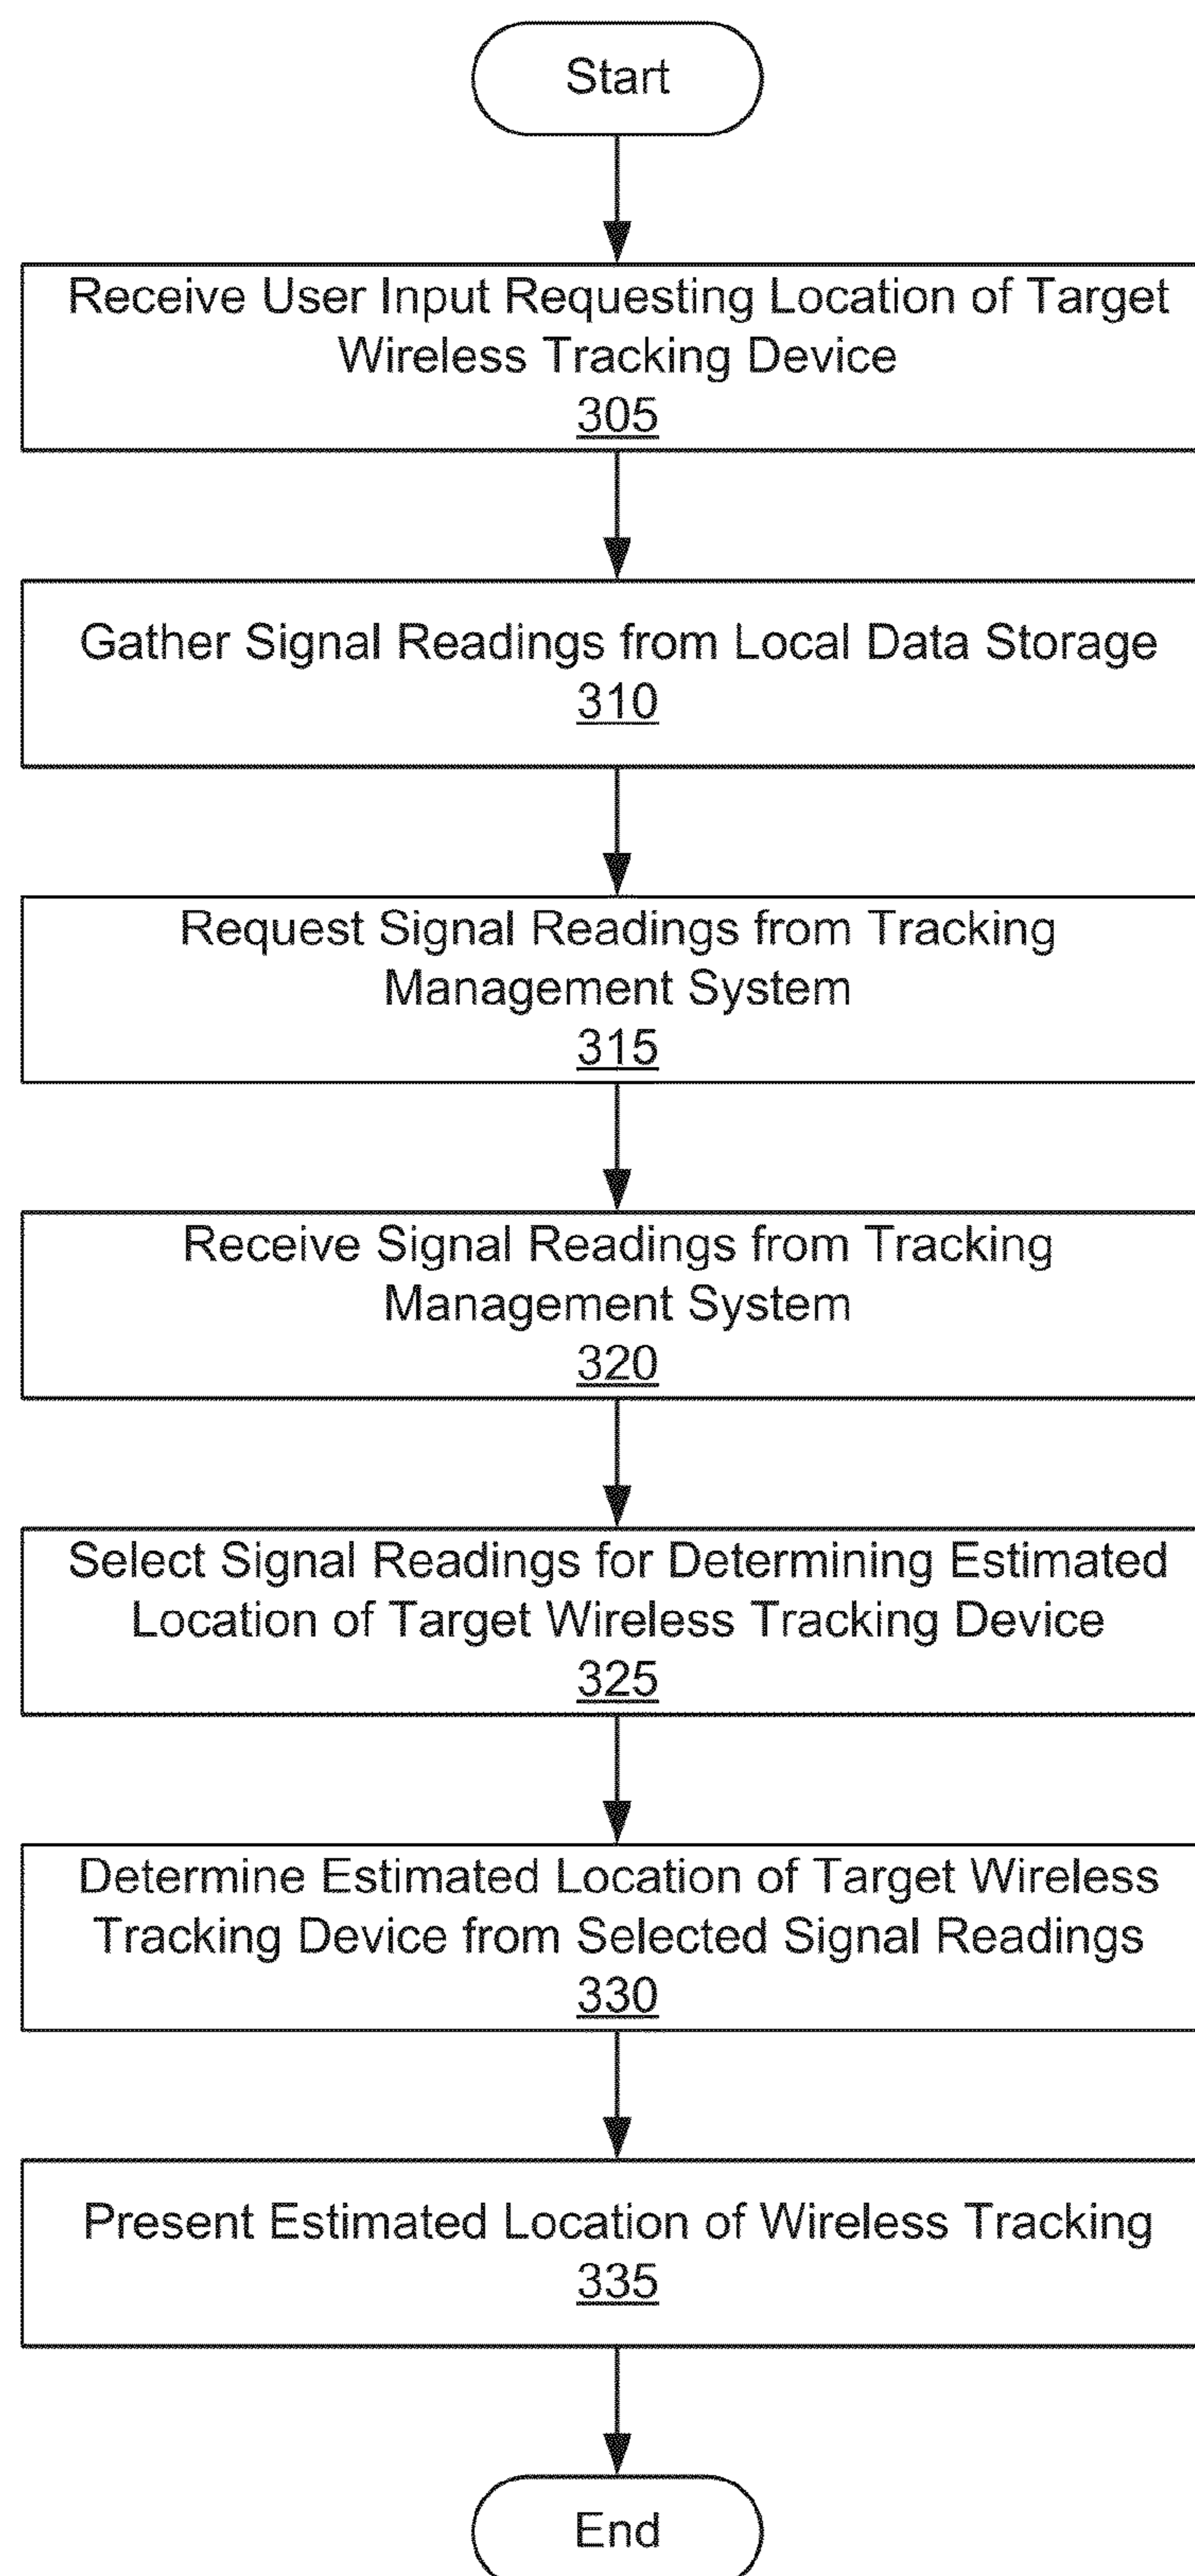 Start
Receive User Input Requesting Location of Target
Wireless Tracking Device
305
Gather Signal Readings from Local Data Storage
310
Request Signal Readings from Tracking
Management System
315
Receive Signal Readings from Tracking
Management System
320
Select Signal Readings for Determining Estimated
Location of Target Wireless Tracking Device
325
Determine Estimated Location of Target Wireless
Tracking Device from Selected Signal Readings
330
Present Estimated Location of Wireless Tracking
335
End